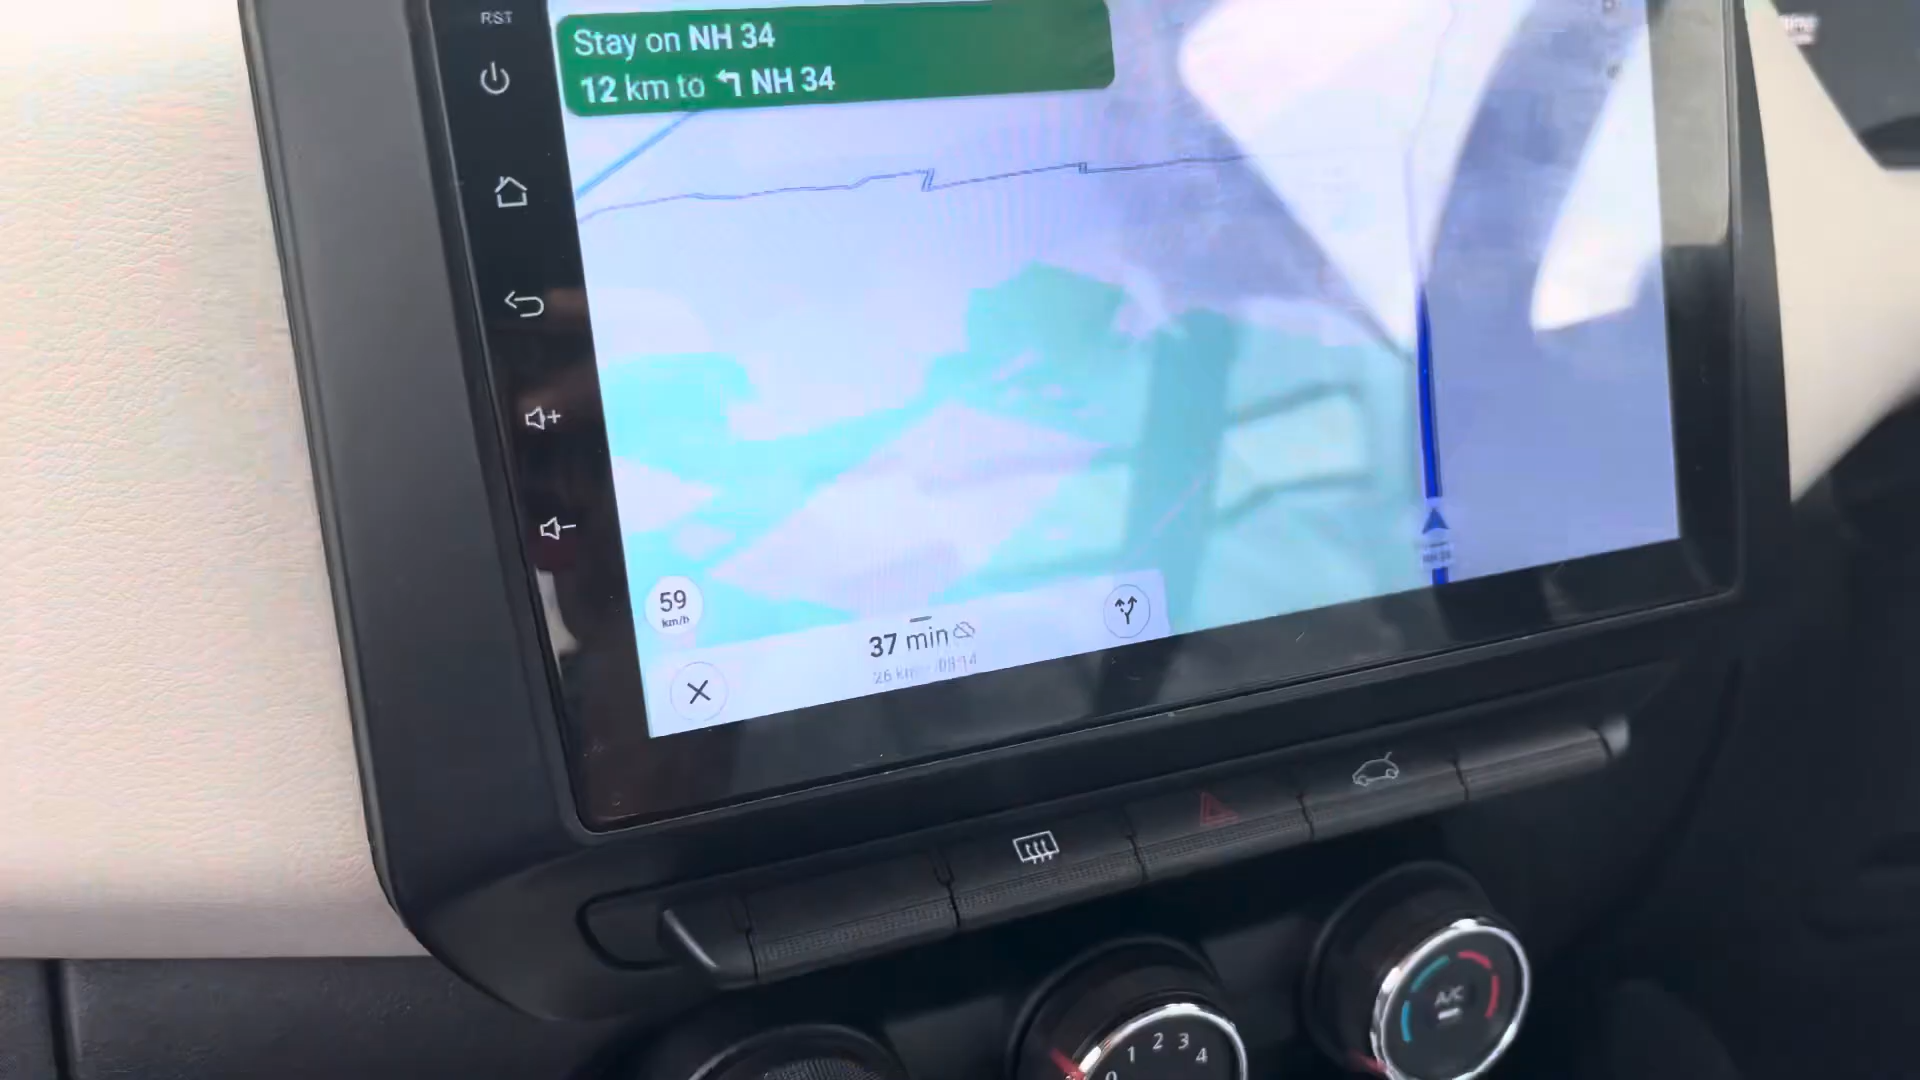 RST
Stay on NH 34
12 km to NH 34
59
km/h
37 min
26 km
A/C
0 1 2 3 4